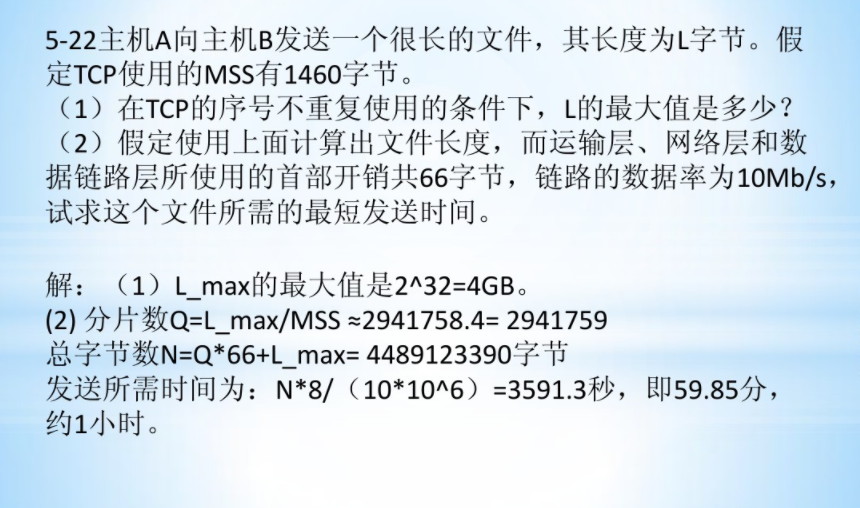 5-22主机A向主机B发送一个很长的文件，其长度为L字节。假
定TCP使用的MSS有1460字节。
（1）在TCP的序号不重复使用的条件下，L的最大值是多少？
（2）假定使用上面计算出文件长度，而运输层、网络层和数
据链路层所使用的首部开销共66字节，链路的数据率为10Mb/s，
试求这个文件所需的最短发送时间。
解：（1）L_max的最大值是2^32=4GB。
(2) 分片数Q=L_max/MSS ≈2941758.4= 2941759
总字节数N=Q*66+L_max= 4489123390字节
发送所需时间为：N*8/（10*10^6）=3591.3秒，即59.85分，
约1小时。